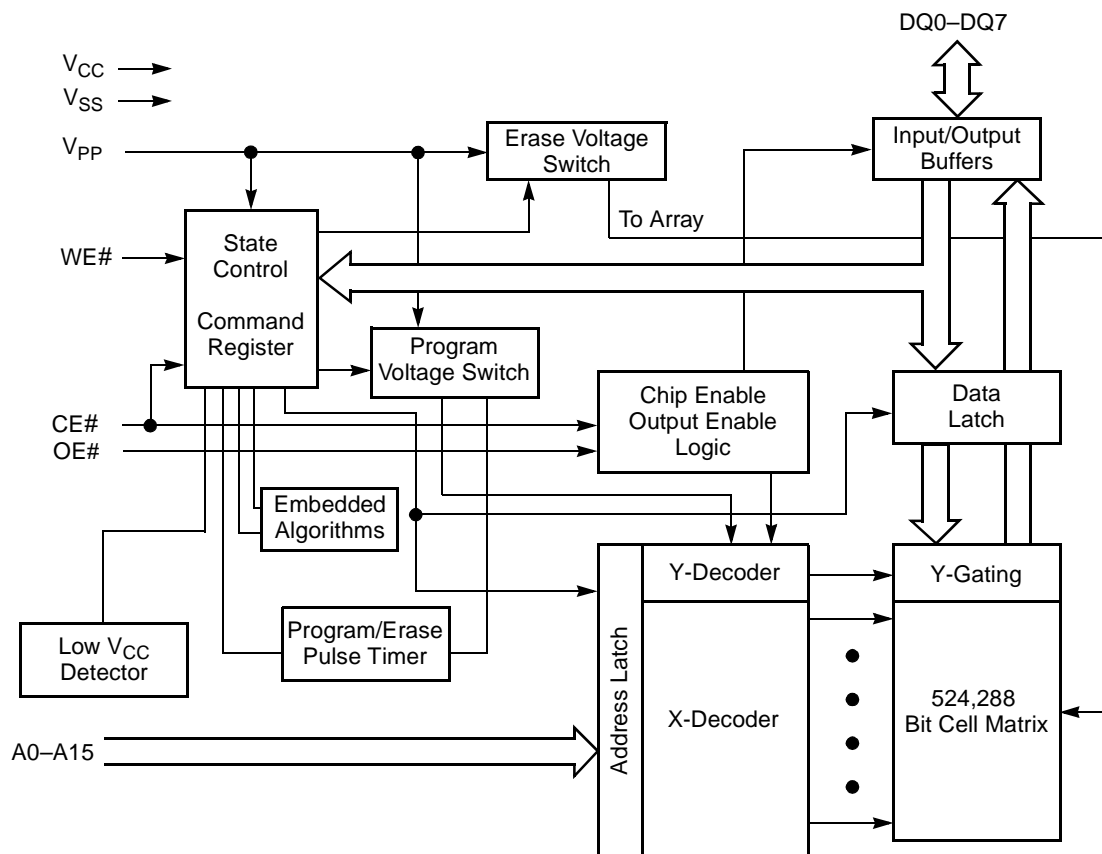 DQ0–DQ7
VCC
VSS
VPP
Erase Voltage
Switch
Input/Output
Buffers
To Array
WE#
State
Control
Command
Register
Program
Voltage Switch
CE#
OE#
Chip Enable
Output Enable
Logic
Data
Latch
Embedded
Algorithms
Y-Decoder
Y-Gating
Low VCC
Detector
Program/Erase
Pulse Timer
Address Latch
X-Decoder
524,288
Bit Cell Matrix
A0–A15